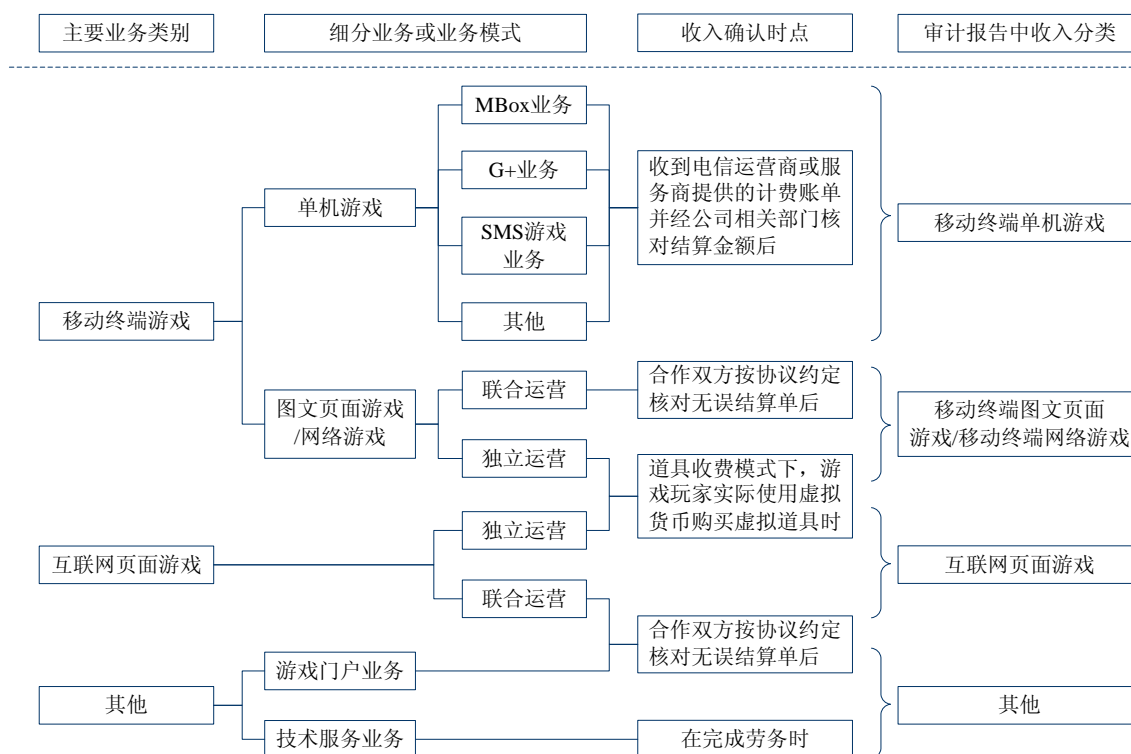 主要业务类别
细分业务或业务模式
收入确认时点
审计报告中收入分类
MBox业务
G+业务
单机游戏
SMS游戏
业务
其他
收到电信运营商或服
务商提供的计费账单
并经公司相关部门核
对结算金额后
移动终端单机游戏
移动终端游戏
图文页面游戏
/网络游戏
联合运营
独立运营
合作双方按协议约定
核对无误结算单后
移动终端图文页面
游戏/移动终端网络游戏
道具收费模式下，游
戏玩家实际使用虚拟
货币购买虚拟道具时
互联网页面游戏
独立运营
联合运营
互联网页面游戏
合作双方按协议约定
核对无误结算单后
其他
游戏门户业务
技术服务业务
在完成劳务时
其他